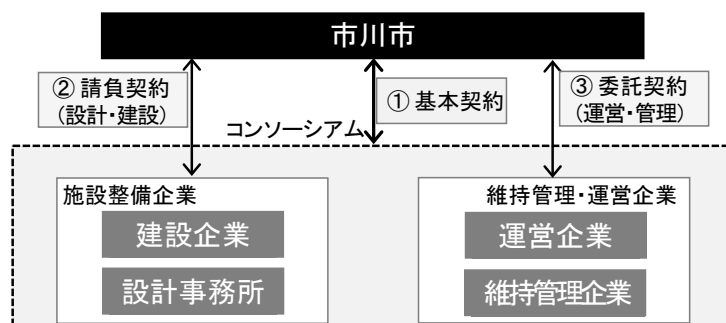 市川市
② 請負契約
(設計・建設)
① 基本契約
③ 委託契約
(運営・管理)
コンソーシアム
施設整備企業
建設企業
設計事務所
維持管理・運営企業
運営企業
維持管理企業